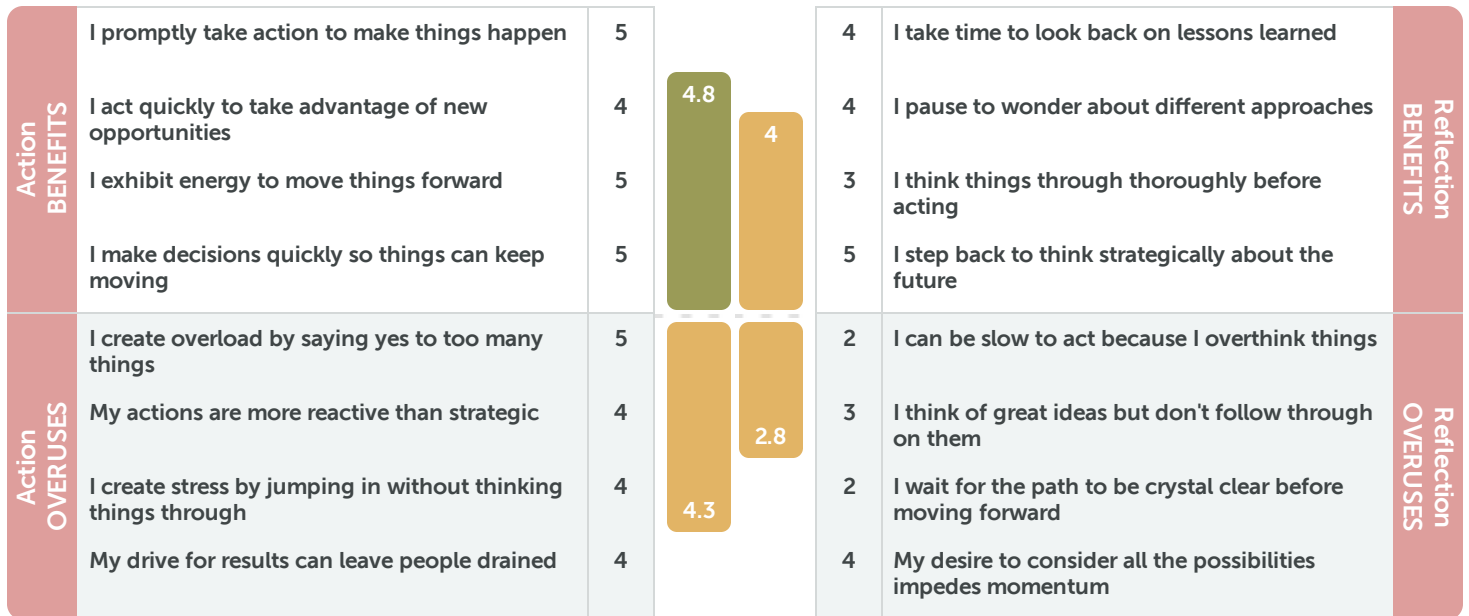 Action
BENEFITS
I promptly take action to make things happen
5
I act quickly to take advantage of new
opportunities
4
I exhibit energy to move things forward
5
I make decisions quickly so things can keep
moving
5
4.8
4
4
I take time to look back on lessons learned
4
I pause to wonder about different approaches
3
I think things through thoroughly before
acting
5
I step back to think strategically about the
future
Reflection
BENEFITS
Action
OVERUSES
I create overload by saying yes to too many
things
5
My actions are more reactive than strategic
4
I create stress by jumping in without thinking
things through
4
My drive for results can leave people drained
4
4.3
2.8
2
I can be slow to act because I overthink things
3
I think of great ideas but don't follow through
on them
2
I wait for the path to be crystal clear before
moving forward
4
My desire to consider all the possibilities
impedes momentum
Reflection
OVERUSES